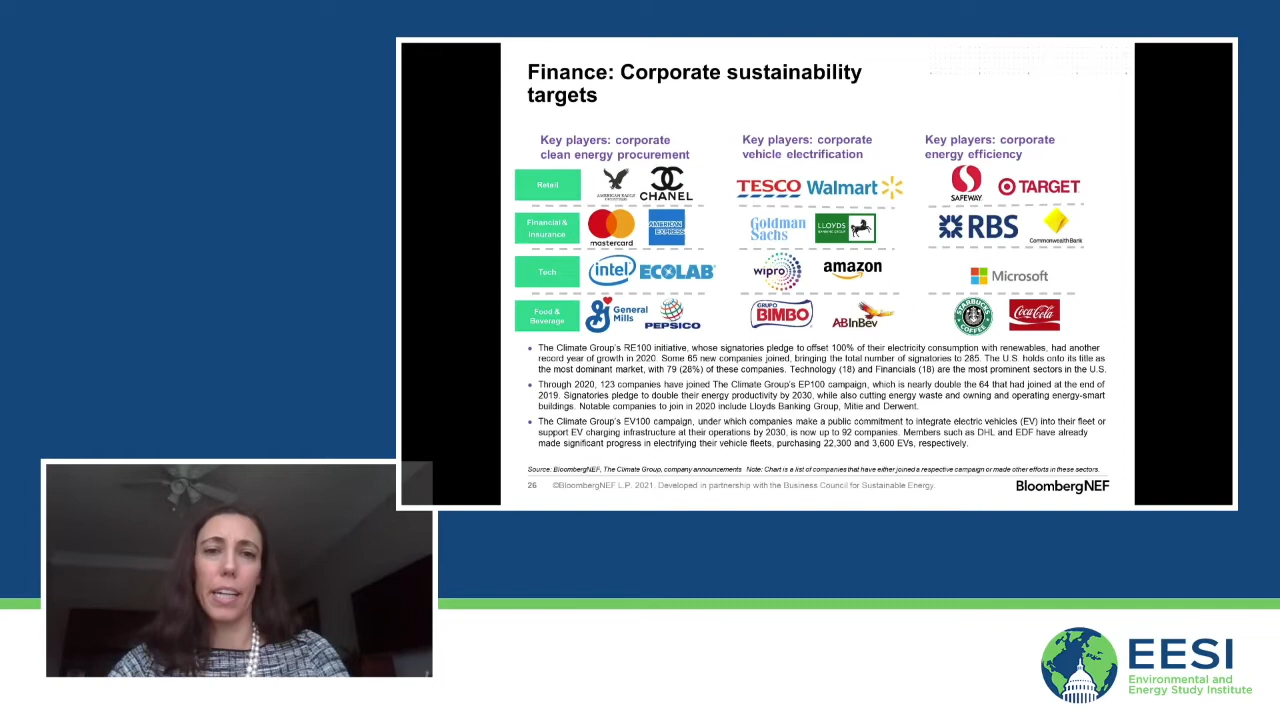 Finance: Corporate sustainability
targets
Key players: corporate
clean energy procurement
Key players: corporate
vehicle electrification
Key players: corporate
energy efficiency
Retail
AMERICAN EAGLE
OUTFITTERS
CHANEL
TESCO
Walmart
SAFEWAY
TARGET
Financial &
Insurance
mastercard
AMERICAN
EXPRESS
Goldman
Sachs
LLOYDS
BANKING GROUP
RBS
CommonwealthBank
Tech
intel
ECOLAB
wipro
amazon
Microsoft
Food &
Beverage
General
Mills
PEPSICO
GRUPO
BIMBO
ABInBev
STARBUCKS
COFFEE
Coca-Cola
• The Climate Group's RE100 initiative, whose signatories pledge to offset 100% of their electricity consumption with renewables, had another
record year of growth in 2020. Some 65 new companies joined, bringing the total number of signatories to 285. The U.S. holds onto its title as
the most dominant market, with 79 (28%) of these companies. Technology (18) and Financials (18) are the most prominent sectors in the U.S.
• Through 2020, 123 companies have joined The Climate Group's EP100 campaign, which is nearly double the 64 that had joined at the end of
2019. Signatories pledge to double their energy productivity by 2030, while also cutting energy waste and owning and operating energy-smart
buildings. Notable companies to join in 2020 include Lloyds Banking Group, Mitie and Derwent.
• The Climate Group's EV100 campaign, under which companies make a public commitment to integrate electric vehicles (EV) into their fleet or
support EV charging infrastructure at their operations by 2030, is now up to 92 companies. Members such as DHL and EDF have already
made significant progress in electrifying their vehicle fleets, purchasing 22,300 and 3,600 EVs, respectively.
Source: BloombergNEF, The Climate Group, company announcements Note: Chart is a list of companies that have either joined a respective campaign or made other efforts in these sectors.
26 ©BloombergNEF L.P. 2021. Developed in partnership with the Business Council for Sustainable Energy.
BloombergNEF
EESI
Environmental and
Energy Study Institute